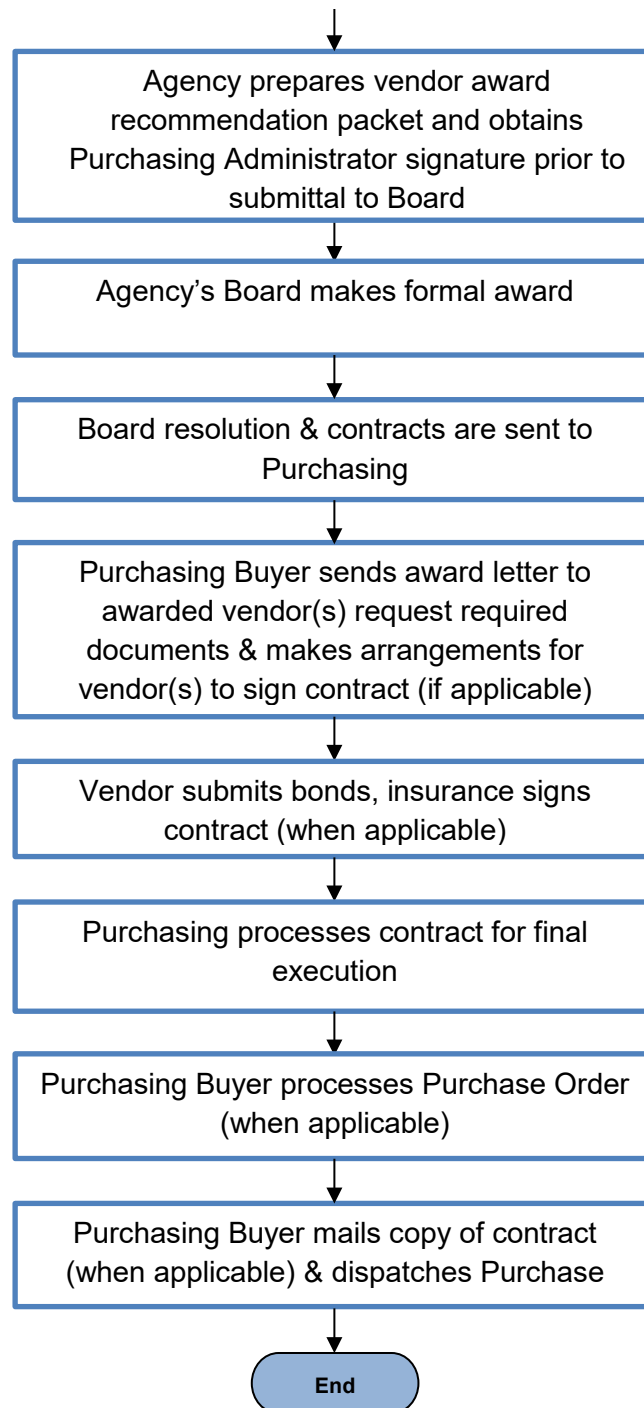 Agency prepares vendor award
recommendation packet and obtains
Purchasing Administrator signature prior to
submittal to Board
Agency’s Board makes formal award
Board resolution & contracts are sent to
Purchasing
Purchasing Buyer sends award letter to
awarded vendor(s) request required
documents & makes arrangements for
vendor(s) to sign contract (if applicable)
Vendor submits bonds, insurance signs
contract (when applicable)
Purchasing processes contract for final
execution
Purchasing Buyer processes Purchase Order
(when applicable)
Purchasing Buyer mails copy of contract
(when applicable) & dispatches Purchase
End